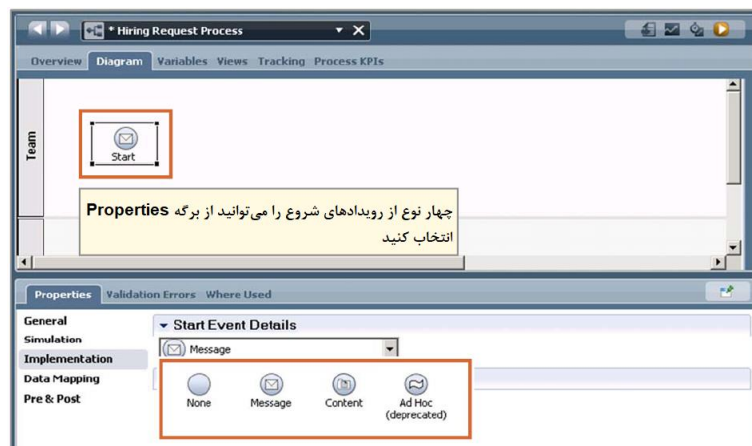 * Hiring Request Process
Overview Diagram Variables Views Tracking Process KPIs
Team
Start
چهار نوع از رویدادهای شروع را می‌توانید از برگه Properties
انتخاب کنید
Properties Validation Errors Where Used
General
Simulation
Implementation
Data Mapping
Pre & Post
Start Event Details
Message
None Message Content Ad Hoc
(deprecated)